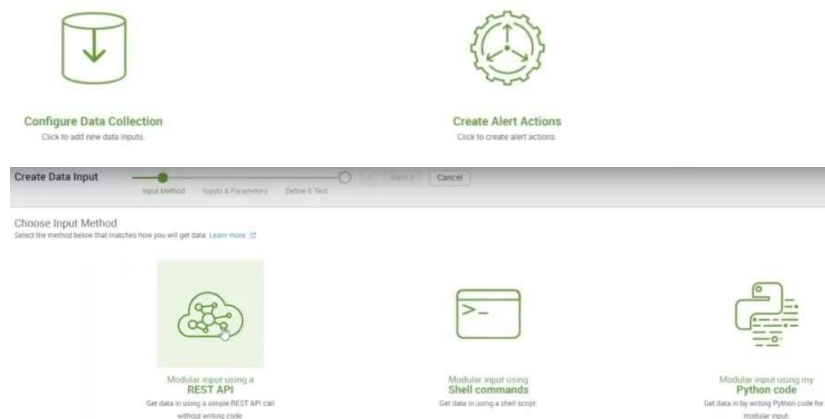 Configure Data Collection
Click to add new data inputs.
Create Alert Actions
Click to create alert actions.
Create Data Input
Input Method
Inputs & Parameters
Define & Test
Next >
Cancel
Choose Input Method
Select the method below that matches how you will get data. Learn more
Modular input using a
REST API
Get data in using a simple REST API call
without writing code
Modular input using
Shell commands
Get data in using a shell script.
Modular input using my
Python code
Get data in by writing Python code for
modular input.